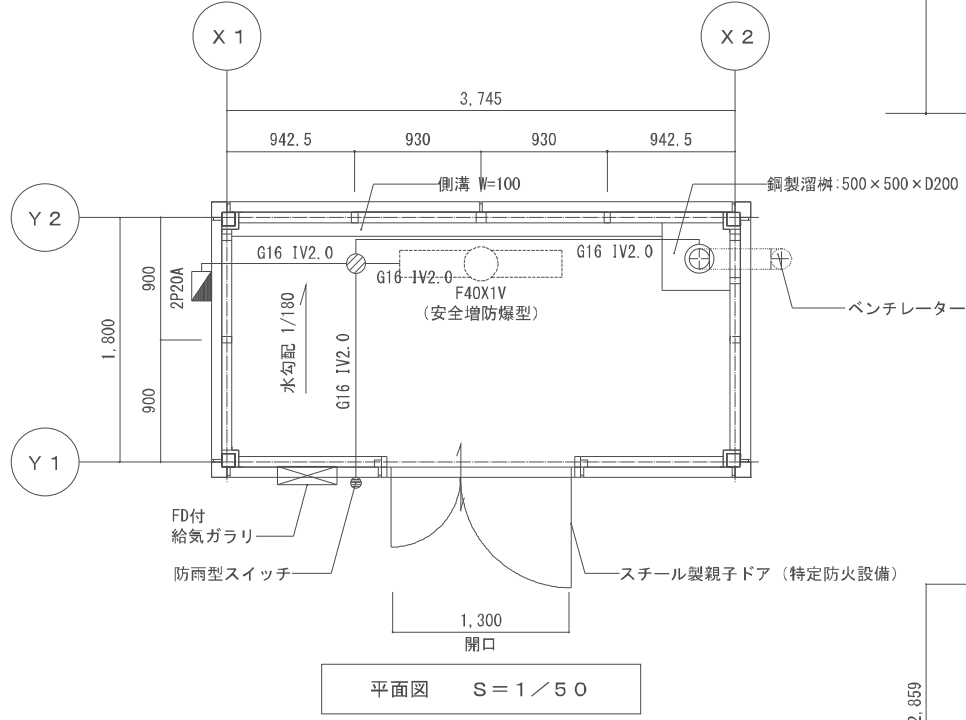 X 1
X 2
3,745
942.5
930
930
942.5
側溝 W=100
鋼製溜桝:500×500×D200
Y 2
G16 IV2.0
G16 IV2.0
G16 IV2.0
2P20A
900
F40X1V
(安全増防爆型)
ベンチレーター
水勾配 1/180
G16 IV2.0
1,800
900
Y 1
FD付
給気ガラリ
防雨型スイッチ
スチール製親子ドア（特定防火設備）
1,300
開口
平面図 S＝1／50
2,859